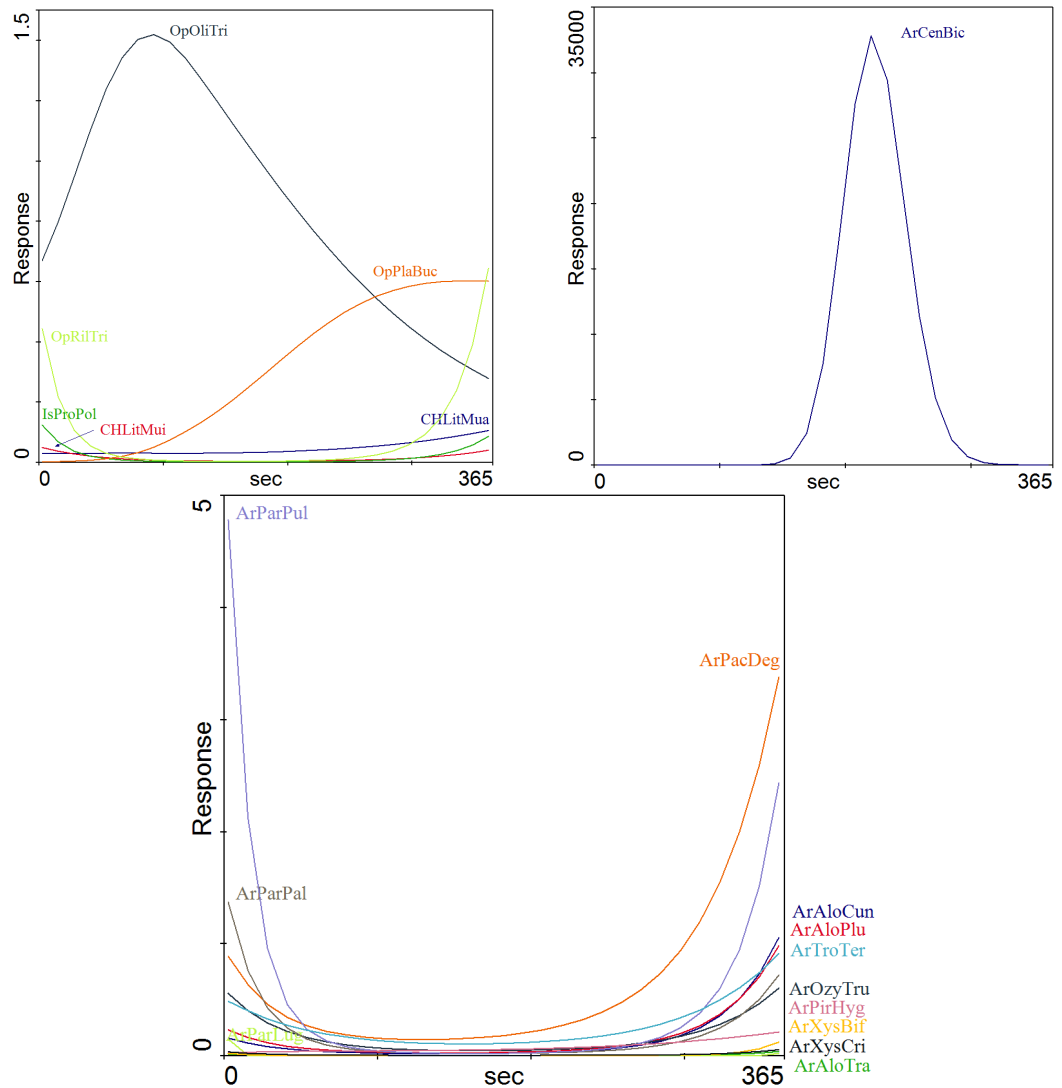 1.5
OpOliTri
Response
OpPlaBuc
OpRilTri
IsProPol
CHLitMui
CHLitMua
0
sec
365
35000
ArCenBic
Response
0
0
sec
365
5
ArParPul
ArPacDeg
Response
ArParPal
ArAloCun
ArAloPlu
ArTroTer
ArOzyTru
ArPirHyg
ArXysBif
ArParLug
ArXysCri
0
ArAloTra
0
sec
365